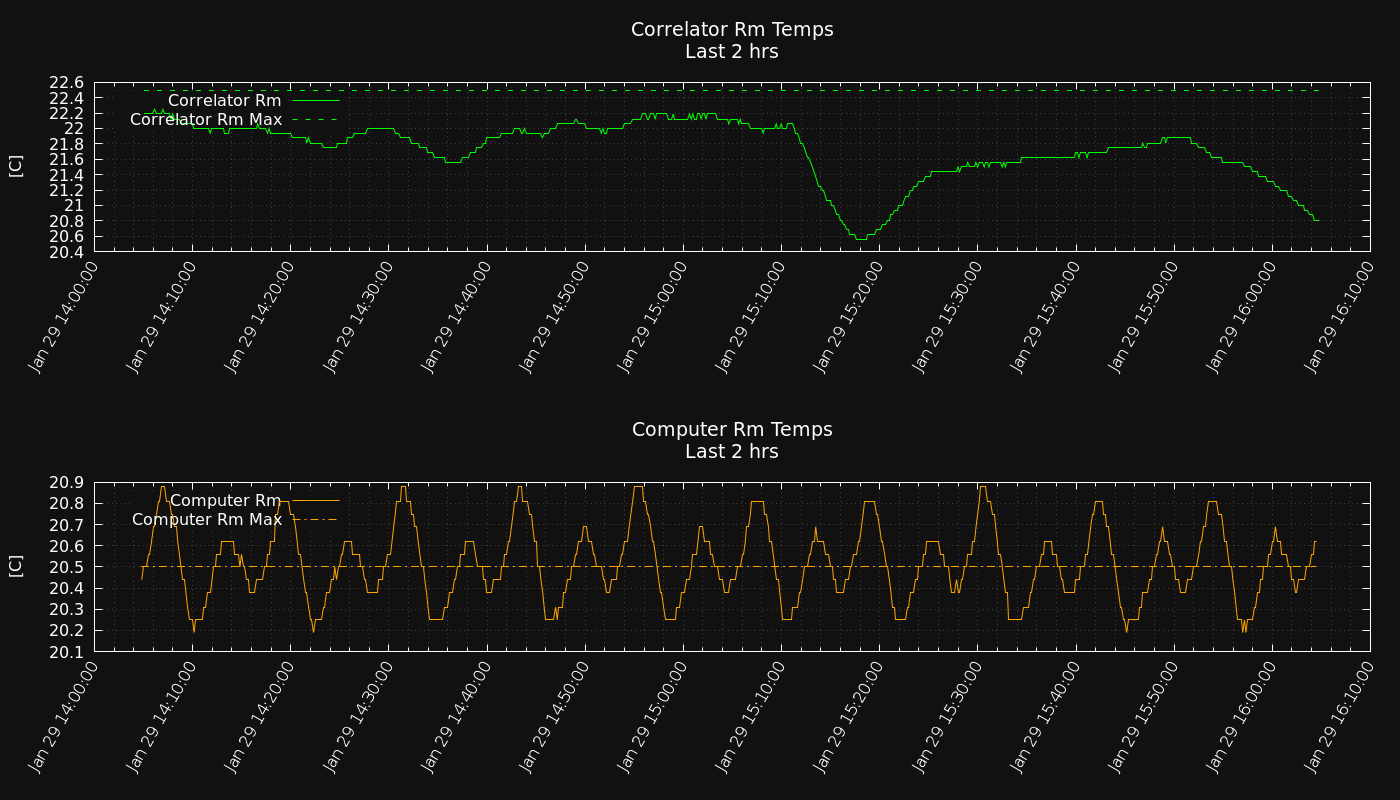 Correlator Rm Temps
Last 2 hrs
22.6
22.4
22.2
22
21.8
21.6
21.4
21.2
21
20.8
20.6
20.4
[C]
Correlator Rm
Correlator Rm Max
Jan 29 14:00:00
Jan 29 14:10:00
Jan 29 14:20:00
Jan 29 14:30:00
Jan 29 14:40:00
Jan 29 14:50:00
Jan 29 15:00:00
Jan 29 15:10:00
Jan 29 15:20:00
Jan 29 15:30:00
Jan 29 15:40:00
Jan 29 15:50:00
Jan 29 16:00:00
Jan 29 16:10:00
Computer Rm Temps
Last 2 hrs
20.9
20.8
20.7
20.6
20.5
20.4
20.3
20.2
20.1
[C]
Computer Rm
Computer Rm Max
Jan 29 14:00:00
Jan 29 14:10:00
Jan 29 14:20:00
Jan 29 14:30:00
Jan 29 14:40:00
Jan 29 14:50:00
Jan 29 15:00:00
Jan 29 15:10:00
Jan 29 15:20:00
Jan 29 15:30:00
Jan 29 15:40:00
Jan 29 15:50:00
Jan 29 16:00:00
Jan 29 16:10:00